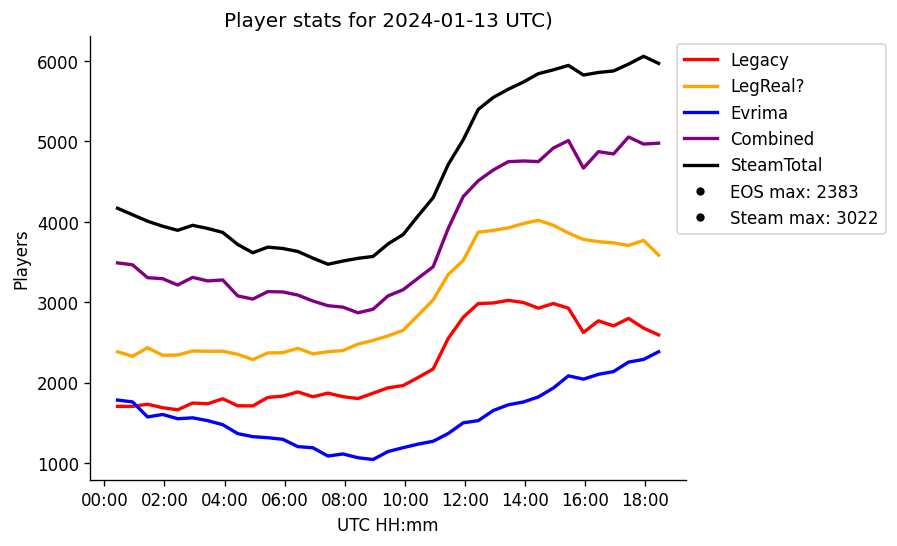 Player stats for 2024-01-13 UTC)
Legacy
LegReal?
Evrima
Combined
SteamTotal
EOS max: 2383
Steam max: 3022
Players
6000
5000
4000
3000
2000
1000
00:00 02:00 04:00 06:00 08:00 10:00 12:00 14:00 16:00 18:00
UTC HH:mm